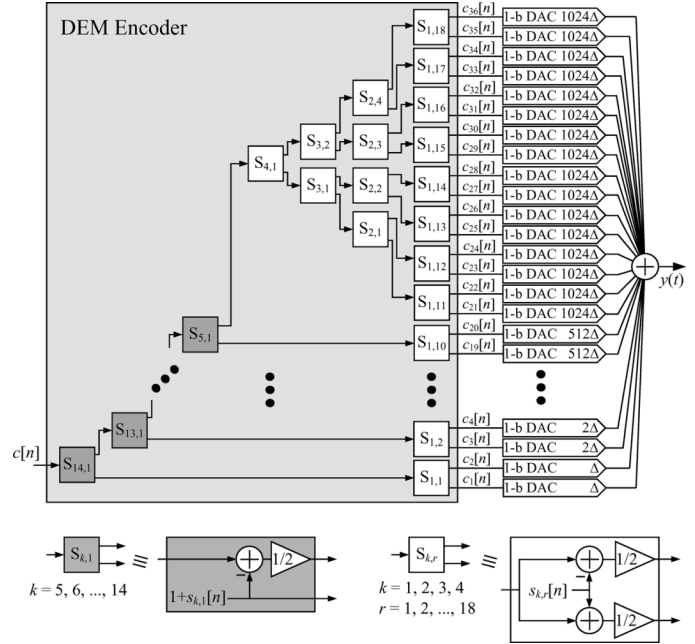 DEM Encoder
c₃₆[n] 1-b DAC 1024Δ
S₁,₁₈
c₃₅[n] 1-b DAC 1024Δ
c₃₄[n] 1-b DAC 1024Δ
S₁,₁₇
c₃₃[n] 1-b DAC 1024Δ
S₂,₄
c₃₂[n] 1-b DAC 1024Δ
S₁,₁₆
c₃₁[n] 1-b DAC 1024Δ
S₃,₂ S₂,₃
c₃₀[n] 1-b DAC 1024Δ
S₁,₁₅
c₂₉[n] 1-b DAC 1024Δ
S₄,₁
c₂₈[n] 1-b DAC 1024Δ
S₃,₁ S₂,₂ S₁,₁₄
c₂₇[n] 1-b DAC 1024Δ
c₂₆[n] 1-b DAC 1024Δ
S₂,₁ S₁,₁₃
c₂₅[n] 1-b DAC 1024Δ
c₂₄[n] 1-b DAC 1024Δ
S₁,₁₂
c₂₃[n] 1-b DAC 1024Δ
y(t)
c₂₂[n] 1-b DAC 1024Δ
S₁,₁₁
c₂₁[n] 1-b DAC 1024Δ
c₂₀[n] 1-b DAC 512Δ
S₅,₁ S₁,₁₀
c₁₉[n] 1-b DAC 512Δ
c₄[n] 1-b DAC 2Δ
S₁₃,₁ S₁,₂
c₃[n] 1-b DAC 2Δ
c[n]
c₂[n] 1-b DAC Δ
S₁₄,₁ S₁,₁
c₁[n] 1-b DAC Δ
Sₖ,₁ ≡ − 1/2
1+sₖ,₁[n]
k = 5, 6, ..., 14
Sₖ,ᵣ ≡ 1/2
− sₖ,ᵣ[n]
1/2
k = 1, 2, 3, 4
r = 1, 2, ..., 18